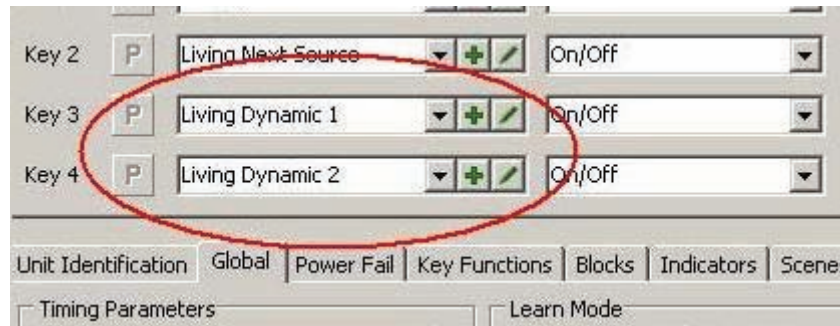 Key 2 P Living Next Source On/Off
Key 3 P Living Dynamic 1 On/Off
Key 4 P Living Dynamic 2 On/Off
Unit Identification Global Power Fail Key Functions Blocks Indicators Scene
Timing Parameters Learn Mode